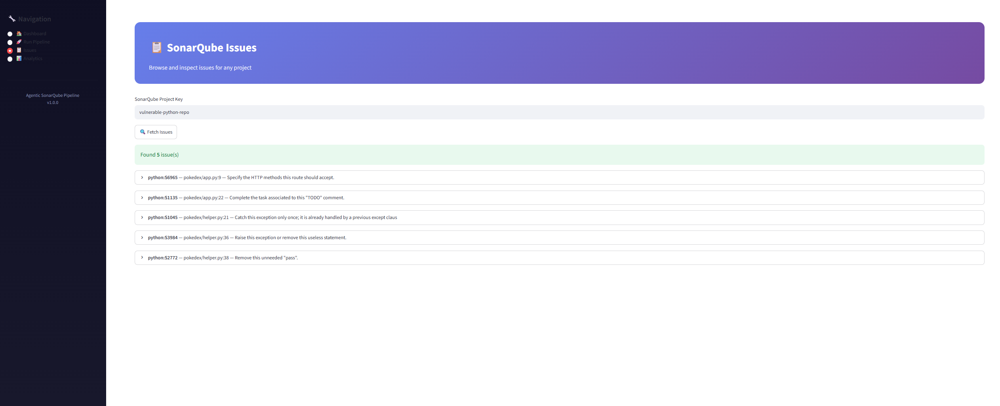 Navigation
Dashboard
Run Pipeline
Issues
Analytics
Agentic SonarQube Pipeline
v1.0.0
SonarQube Issues
Browse and inspect issues for any project
SonarQube Project Key
vulnerable-python-repo
Fetch Issues
Found 5 issue(s)
python:S6965 — pokedex/app.py:9 — Specify the HTTP methods this route should accept.
python:S1135 — pokedex/app.py:22 — Complete the task associated to this "TODO" comment.
python:S1045 — pokedex/helper.py:21 — Catch this exception only once; it is already handled by a previous except claus
python:S3984 — pokedex/helper.py:36 — Raise this exception or remove this useless statement.
python:S2772 — pokedex/helper.py:38 — Remove this unneeded "pass".